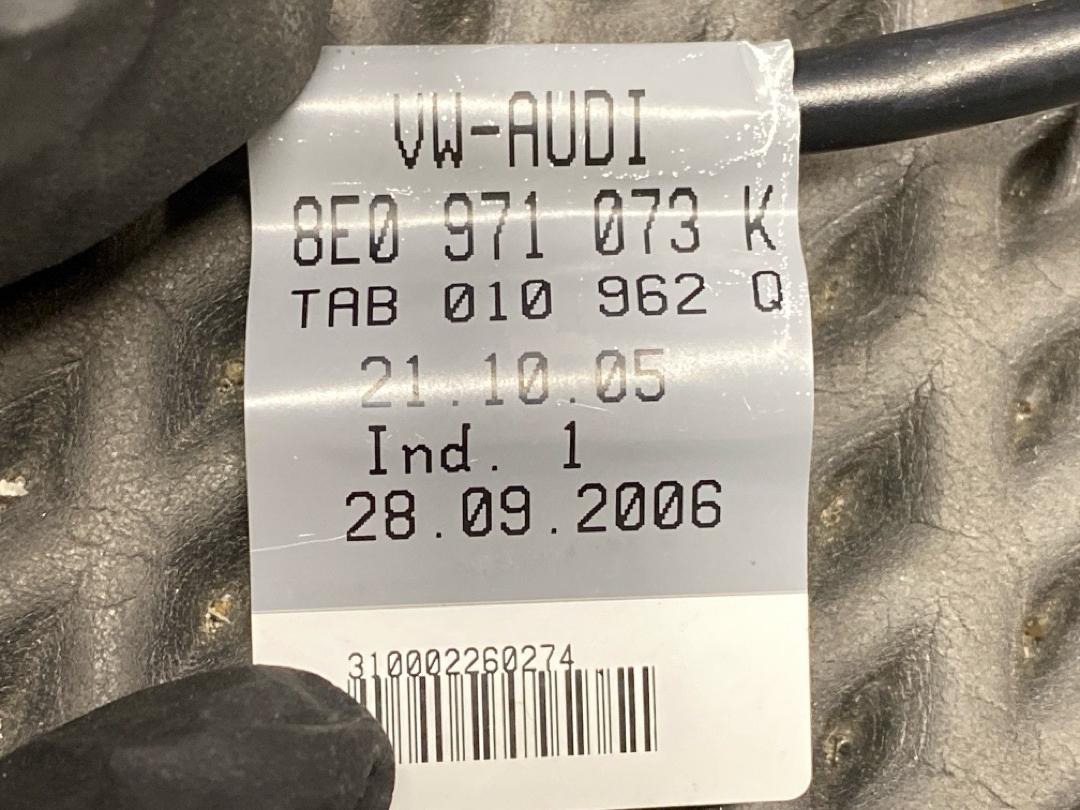 VW-AUDI
8E0 971 073 K
TAB 010 962 Q
21.10.05
Ind. 1
28.09.2006
310002260274